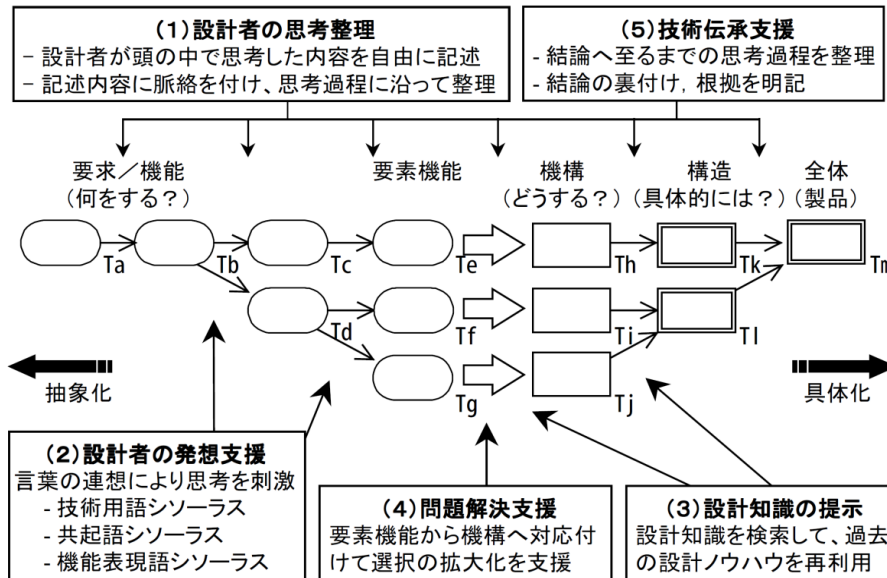 （1）設計者の思考整理
- 設計者が頭の中で思考した内容を自由に記述
- 記述内容に脈絡を付け、思考過程に沿って整理
（5）技術伝承支援
- 結論へ至るまでの思考過程を整理
- 結論の裏付け，根拠を明記
要求／機能
（何をする？）
要素機能
機構
（どうする？）
構造
（具体的には？）
全体
（製品）
Ta
Tb
Tc
Te
Th
Tk
Tm
Td
Tf
Ti
Tl
Tg
Tj
抽象化
具体化
（2）設計者の発想支援
言葉の連想により思考を刺激
- 技術用語シソーラス
- 共起語シソーラス
- 機能表現語シソーラス
（4）問題解決支援
要素機能から機構へ対応付
けて選択の拡大化を支援
（3）設計知識の提示
設計知識を検索して、過去
の設計ノウハウを再利用